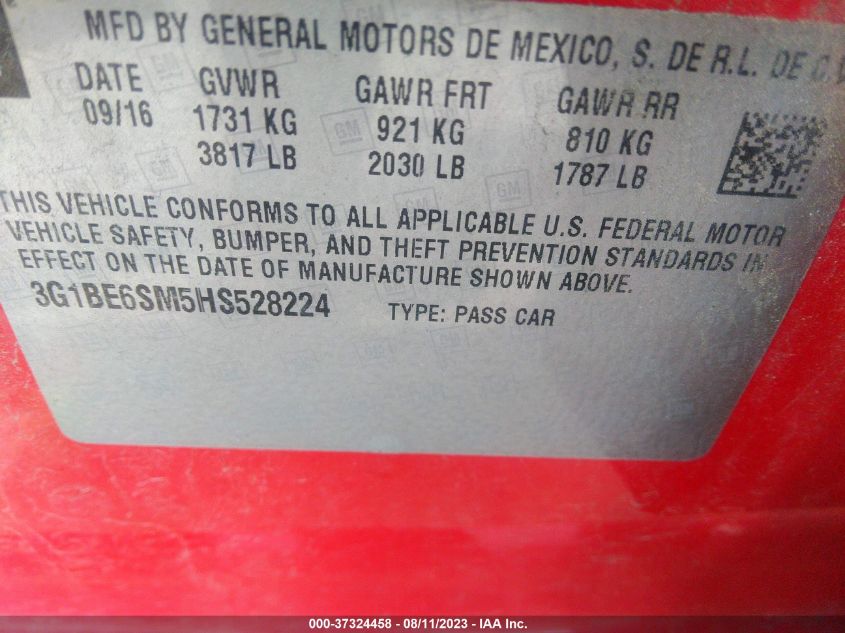 MFD BY GENERAL MOTORS DE MEXICO, S. DE R.L. DE C.V
DATE GVWR GAWR FRT GAWR RR
09/16 1731 KG 921 KG 810 KG
3817 LB 2030 LB 1787 LB
THIS VEHICLE CONFORMS TO ALL APPLICABLE U.S. FEDERAL MOTOR
VEHICLE SAFETY, BUMPER, AND THEFT PREVENTION STANDARDS IN
EFFECT ON THE DATE OF MANUFACTURE SHOWN ABOVE.
3G1BE6SM5HS528224 TYPE: PASS CAR
000-37324458 - 08/11/2023 - IAA Inc.